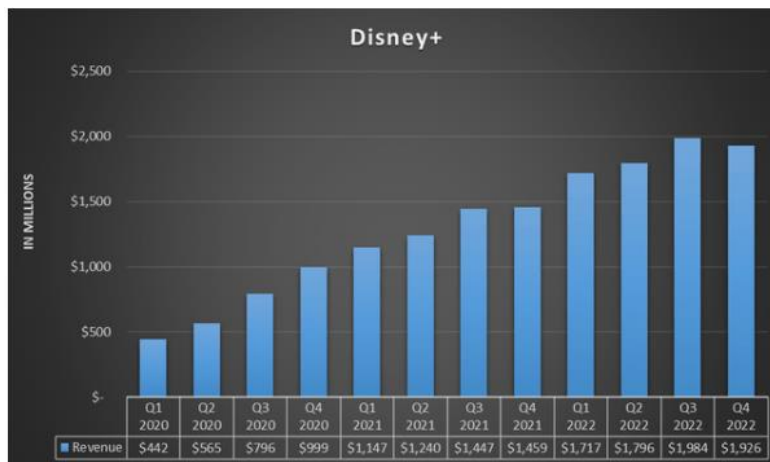 Disney+
$2,500
$2,000
$1,500
$1,000
$500
$-
IN MILLIONS
Q1 2020 Q2 2020 Q3 2020 Q4 2020 Q1 2021 Q2 2021 Q3 2021 Q4 2021 Q1 2022 Q2 2022 Q3 2022 Q4 2022
Revenue $442 $565 $796 $999 $1,147 $1,240 $1,447 $1,459 $1,717 $1,796 $1,984 $1,926